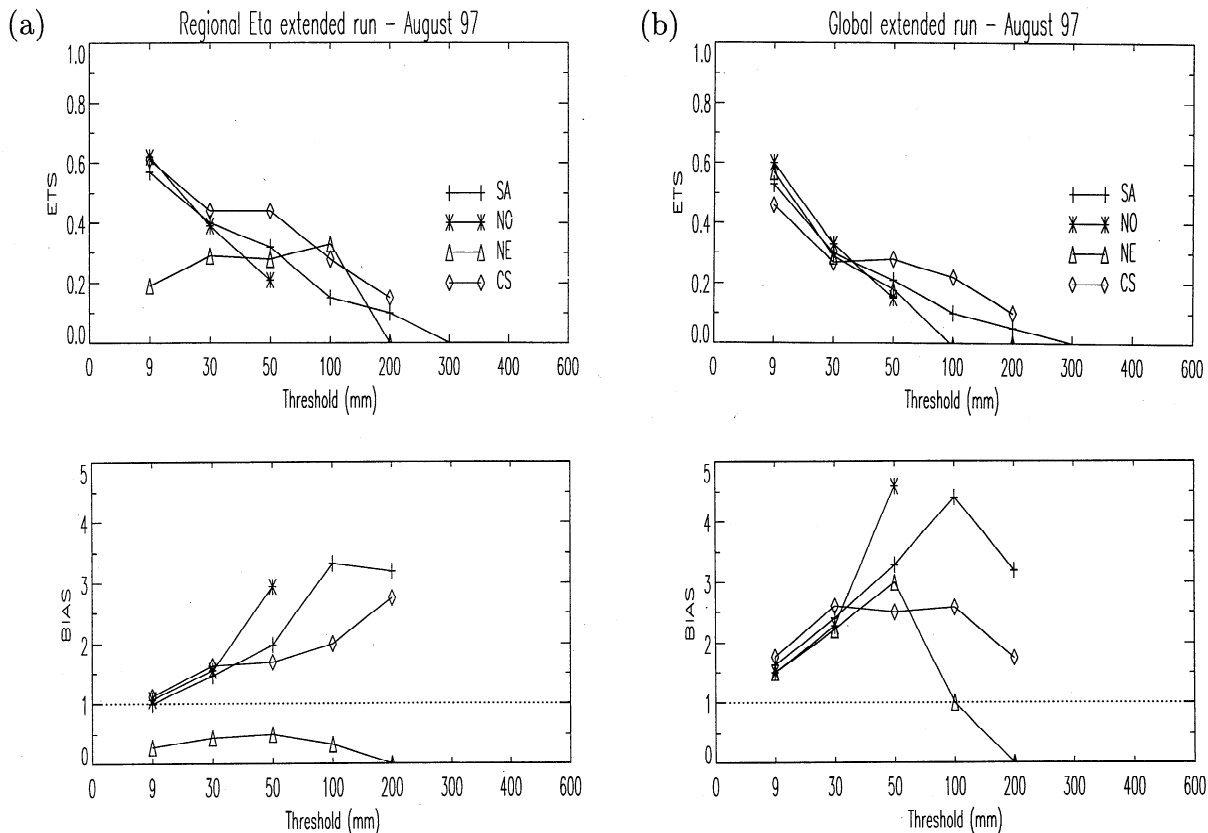 (a)
Regional Eta extended run - August 97
1.0
0.8
0.6
0.4
0.2
0.0
ETS
SA
NO
NE
CS
0 9 30 50 100 200 300 400 600
Threshold (mm)
(b)
Global extended run - August 97
1.0
0.8
0.6
0.4
0.2
0.0
ETS
SA
NO
NE
CS
0 9 30 50 100 200 300 400 600
Threshold (mm)
5
4
3
2
1
0
BIAS
0 9 30 50 100 200 300 400 600
Threshold (mm)
5
4
3
2
1
0
BIAS
0 9 30 50 100 200 300 400 600
Threshold (mm)